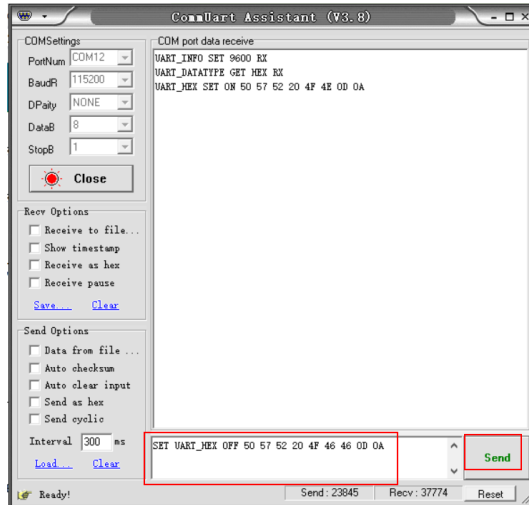 CommUart Assistant (V3.8)
COMSettings
PortNum COM12
BaudR 115200
DPaity NONE
DataB 8
StopB 1
Close
Recv Options
Receive to file...
Show timestamp
Receive as hex
Receive pause
Save... Clear
Send Options
Data from file ...
Auto checksum
Auto clear input
Send as hex
Send cyclic
Interval 300 ms
Load... Clear
COM port data receive
UART_INFO SET 9600 RX
UART_DATATYPE GET HEX RX
UART_HEX SET ON 50 57 52 20 4F 4E 0D 0A
SET UART_HEX OFF 50 57 52 20 4F 46 46 0D 0A
Send
Ready!
Send : 23845
Recv : 37774
Reset